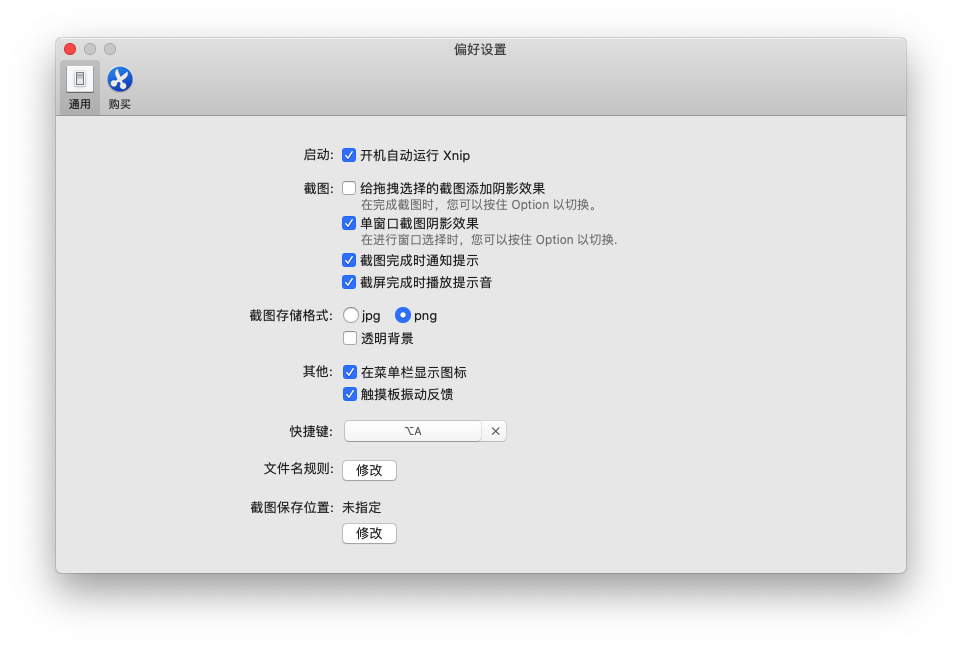 偏好设置
通用 购买
启动: 开机自动运行 Xnip
截图: 给拖拽选择的截图添加阴影效果
在完成截图时，您可以按住 Option 以切换。
单窗口截图阴影效果
在进行窗口选择时，您可以按住 Option 以切换.
截图完成时通知提示
截屏完成时播放提示音
截图存储格式: jpg png
透明背景
其他: 在菜单栏显示图标
触摸板振动反馈
快捷键: ⌥A ×
文件名规则: 修改
截图保存位置: 未指定
修改